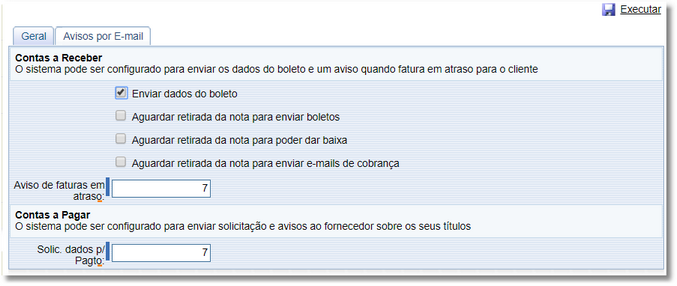 Executar
Geral
Avisos por E-mail
Contas a Receber
O sistema pode ser configurado para enviar os dados do boleto e um aviso quando fatura em atraso para o cliente
Enviar dados do boleto
Aguardar retirada da nota para enviar boletos
Aguardar retirada da nota para poder dar baixa
Aguardar retirada da nota para enviar e-mails de cobrança
Aviso de faturas em
atraso:
7
Contas a Pagar
O sistema pode ser configurado para enviar solicitação e avisos ao fornecedor sobre os seus títulos
Solic. dados p/
Pagto:
7